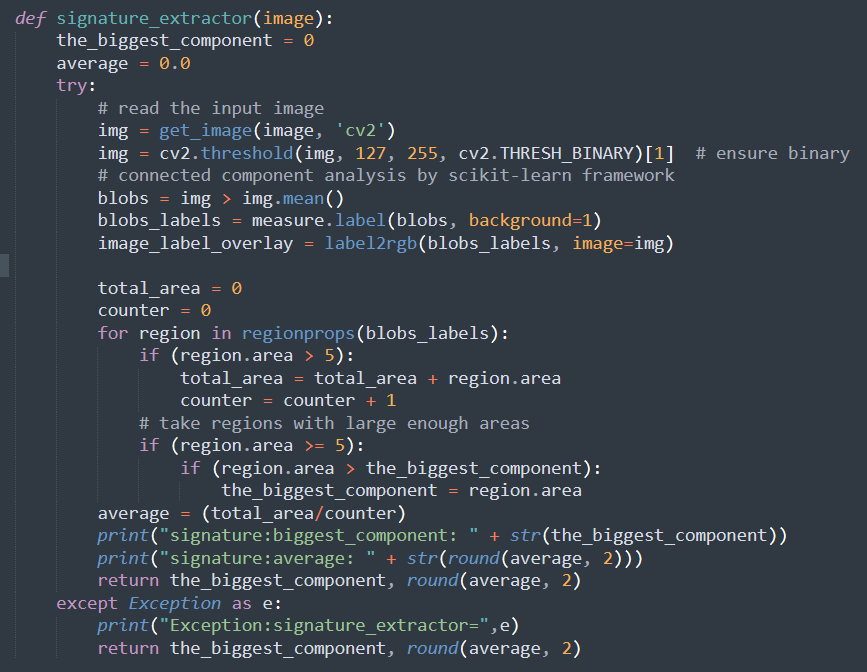 def signature_extractor(image):
    the_biggest_component = 0
    average = 0.0
    try:
        # read the input image
        img = get_image(image, 'cv2')
        img = cv2.threshold(img, 127, 255, cv2.THRESH_BINARY)[1]  # ensure binary
        # connected component analysis by scikit-learn framework
        blobs = img > img.mean()
        blobs_labels = measure.label(blobs, background=1)
        image_label_overlay = label2rgb(blobs_labels, image=img)

        total_area = 0
        counter = 0
        for region in regionprops(blobs_labels):
            if (region.area > 5):
                total_area = total_area + region.area
                counter = counter + 1
            # take regions with large enough areas
            if (region.area >= 5):
                if (region.area > the_biggest_component):
                    the_biggest_component = region.area
        average = (total_area/counter)
        print("signature:biggest_component: " + str(the_biggest_component))
        print("signature:average: " + str(round(average, 2)))
        return the_biggest_component, round(average, 2)
    except Exception as e:
        print("Exception:signature_extractor=",e)
        return the_biggest_component, round(average, 2)